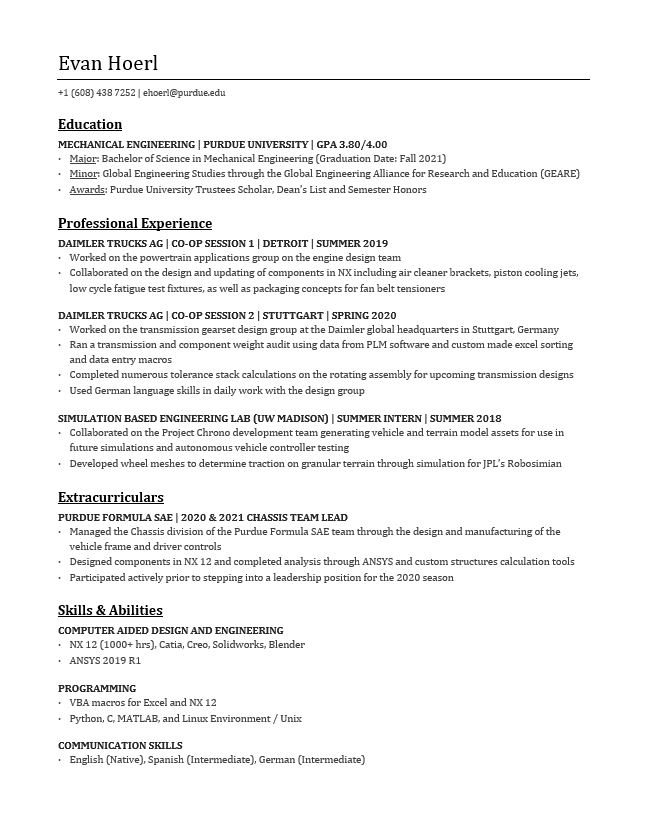 Evan Hoerl
+1 (608) 438 7252 | ehoerl@purdue.edu
Education
MECHANICAL ENGINEERING | PURDUE UNIVERSITY | GPA 3.80/4.00
· Major: Bachelor of Science in Mechanical Engineering (Graduation Date: Fall 2021)
· Minor: Global Engineering Studies through the Global Engineering Alliance for Research and Education (GEARE)
· Awards: Purdue University Trustees Scholar, Dean's List and Semester Honors
Professional Experience
DAIMLER TRUCKS AG | CO-OP SESSION 1 | DETROIT | SUMMER 2019
· Worked on the powertrain applications group on the engine design team
· Collaborated on the design and updating of components in NX including air cleaner brackets, piston cooling jets,
low cycle fatigue test fixtures, as well as packaging concepts for fan belt tensioners
DAIMLER TRUCKS AG | CO-OP SESSION 2 | STUTTGART | SPRING 2020
· Worked on the transmission gearset design group at the Daimler global headquarters in Stuttgart, Germany
· Ran a transmission and component weight audit using data from PLM software and custom made excel sorting
and data entry macros
· Completed numerous tolerance stack calculations on the rotating assembly for upcoming transmission designs
· Used German language skills in daily work with the design group
SIMULATION BASED ENGINEERING LAB (UW MADISON) | SUMMER INTERN | SUMMER 2018
· Collaborated on the Project Chrono development team generating vehicle and terrain model assets for use in
future simulations and autonomous vehicle controller testing
· Developed wheel meshes to determine traction on granular terrain through simulation for JPL's Robosimian
Extracurriculars
PURDUE FORMULA SAE | 2020 & 2021 CHASSIS TEAM LEAD
· Managed the Chassis division of the Purdue Formula SAE team through the design and manufacturing of the
vehicle frame and driver controls
· Designed components in NX 12 and completed analysis through ANSYS and custom structures calculation tools
· Participated actively prior to stepping into a leadership position for the 2020 season
Skills & Abilities
COMPUTER AIDED DESIGN AND ENGINEERING
· NX 12 (1000+ hrs), Catia, Creo, Solidworks, Blender
· ANSYS 2019 R1
PROGRAMMING
· VBA macros for Excel and NX 12
· Python, C, MATLAB, and Linux Environment / Unix
COMMUNICATION SKILLS
· English (Native), Spanish (Intermediate), German (Intermediate)